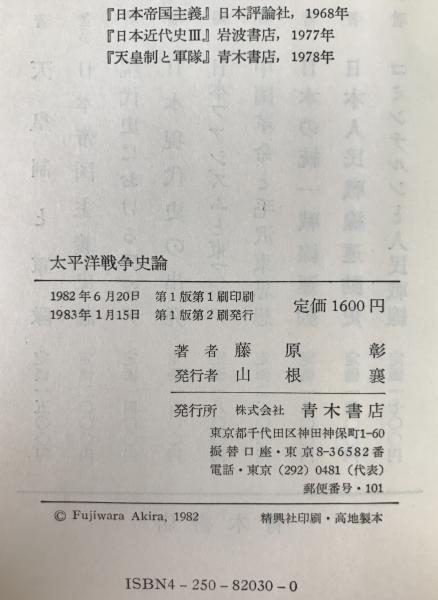 『日本帝国主義』日本評論社，1968年
『日本近代史Ⅲ』岩波書店，1977年
『天皇制と軍隊』青木書店，1978年
太平洋戦争史論
1982年6月20日 第1版第1刷印刷
1983年1月15日 第1版第2刷発行
定価 1600円
著者 藤原 彰
発行者 山根 襄
発行所 株式会社 青木書店
東京都千代田区神田神保町1-60
振替口座・東京8-36582番
電話・東京（292）0481（代表）
郵便番号・101
© Fujiwara Akira, 1982 精興社印刷・高地製本
ISBN4－250－82030－0